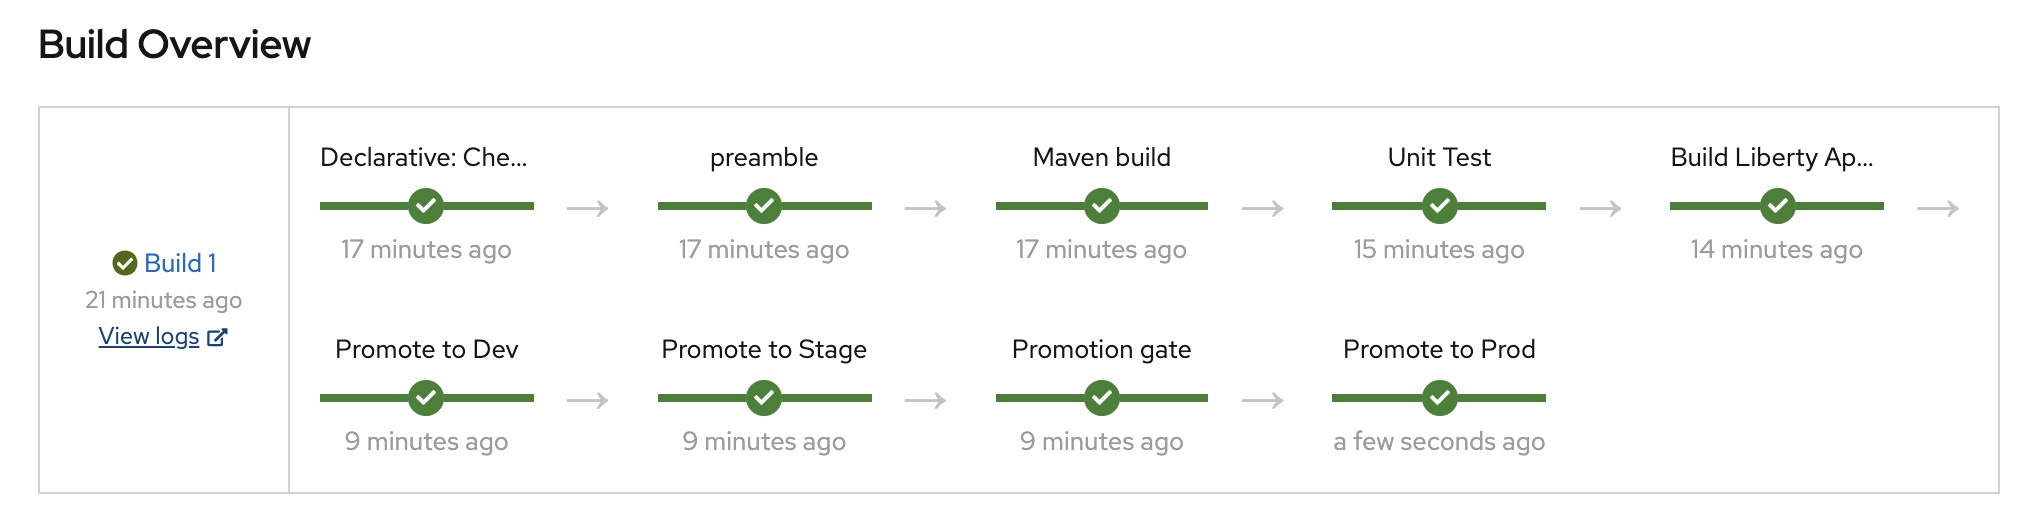 Build Overview
Build 1
21 minutes ago
View logs
Declarative: Che...
17 minutes ago
preamble
17 minutes ago
Maven build
17 minutes ago
Unit Test
15 minutes ago
Build Liberty Ap...
14 minutes ago
Promote to Dev
9 minutes ago
Promote to Stage
9 minutes ago
Promotion gate
9 minutes ago
Promote to Prod
a few seconds ago